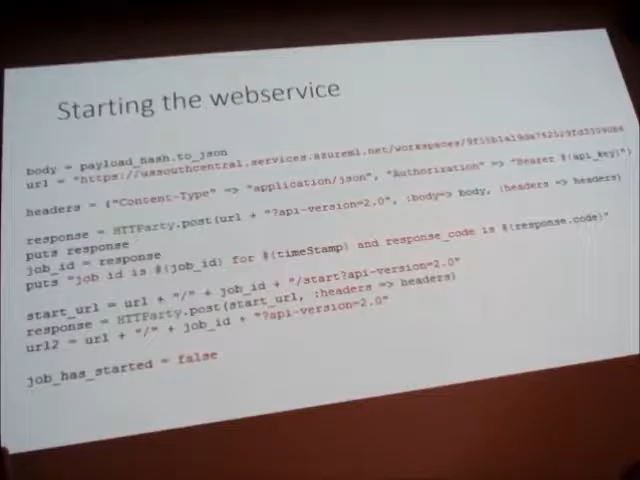 Starting the webservice
body = payload_hash.to_json
url = "https://ussouthcentral.services.azureml.net/workspaces/
headers = {"Content-Type" => "application/json", "Authorization" => "Bearer #{api_key}"}
response = HTTParty.post(url + "?api-version=2.0", :body=> body, :headers => headers)
puts response
job_id = response
puts "job id is #{job_id} for #{timeStamp} and response_code is #{response.code}"
start_url = url + "/" + job_id + "/start?api-version=2.0"
response = HTTParty.post(start_url, :headers => headers)
url2 = url + "/" + job_id + "?api-version=2.0"
job_has_started = false